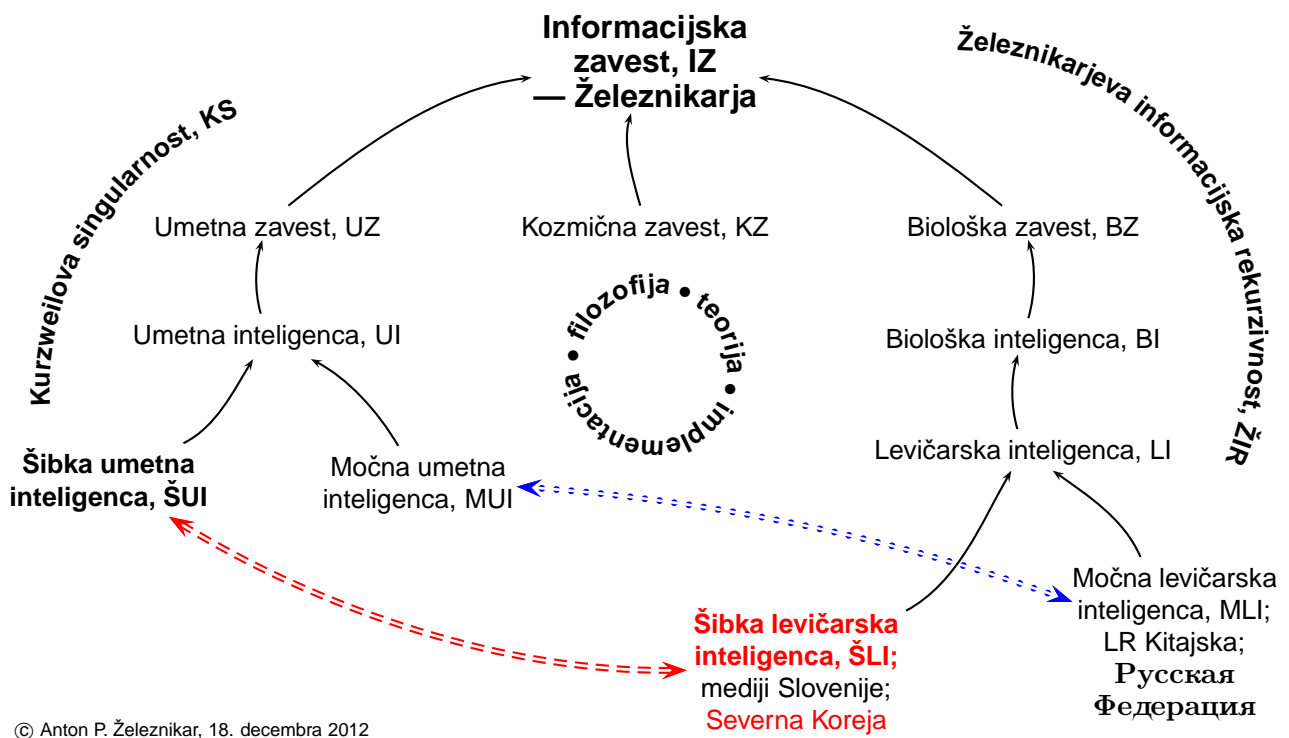 Informacijska
zavest, IZ
— Železnikarja
Kurzweilova singularnost, KS
Železnikarjeva informacijska rekurzivnost, ŽIR
Umetna zavest, UZ
Kozmična zavest, KZ
Biološka zavest, BZ
• filozofija • teorija • implementacija
Umetna inteligenca, UI
Biološka inteligenca, BI
Levičarska inteligenca, LI
Šibka umetna
inteligenca, ŠUI
Močna umetna
inteligenca, MUI
Šibka levičarska
inteligenca, ŠLI;
mediji Slovenije;
Severna Koreja
Močna levičarska
inteligenca, MLI;
LR Kitajska;
Русская
Федерация
© Anton P. Železnikar, 18. decembra 2012